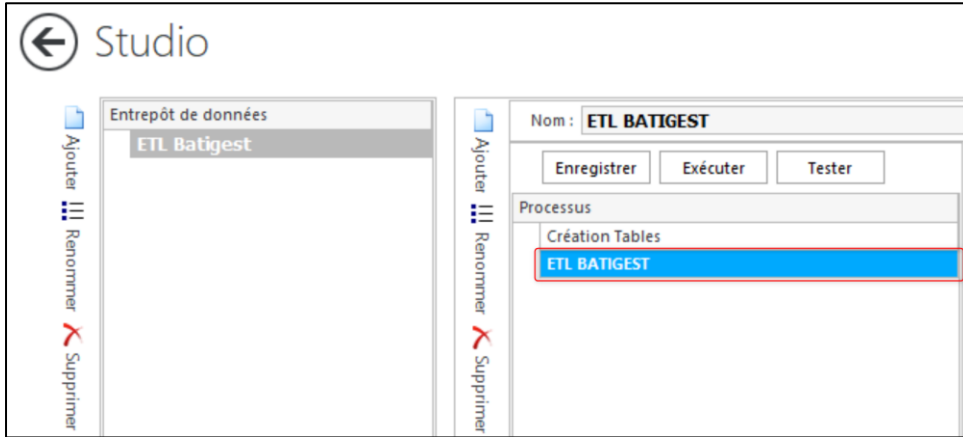 Studio
Ajouter
Renommer
Supprimer
Entrepôt de données
ETL Batigest
Ajouter
Renommer
Supprimer
Nom : ETL BATIGEST
Enregistrer Exécuter Tester
Processus
Création Tables
ETL BATIGEST